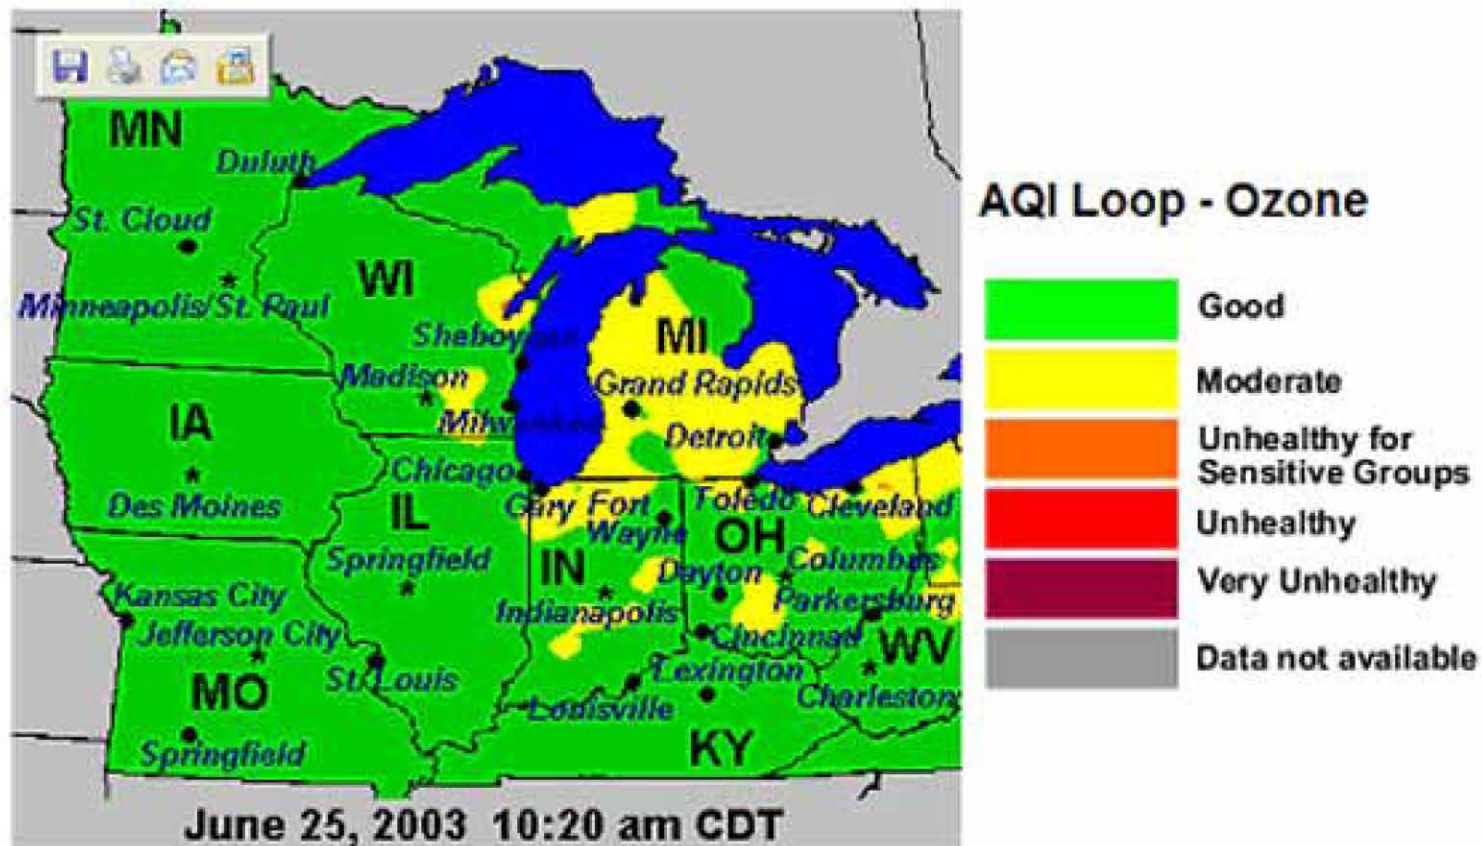 MN
Duluth
St. Cloud
WI
Minneapolis/St. Paul
MI
Madison
Grand Rapids
IA
Detroit
Chicago
Des Moines
IL
Gary
Fort
Wayne
Toledo
Cleveland
OH
Springfield
IN
Dayton
Columbus
Kansas City
Indianapolis
Parkersburg
Jefferson City
Cincinnati
WV
MO
St. Louis
Lexington
Charleston
Louisville
Springfield
KY
June 25, 2003 10:20 am CDT
AQI Loop - Ozone
Good
Moderate
Unhealthy for
Sensitive Groups
Unhealthy
Very Unhealthy
Data not available